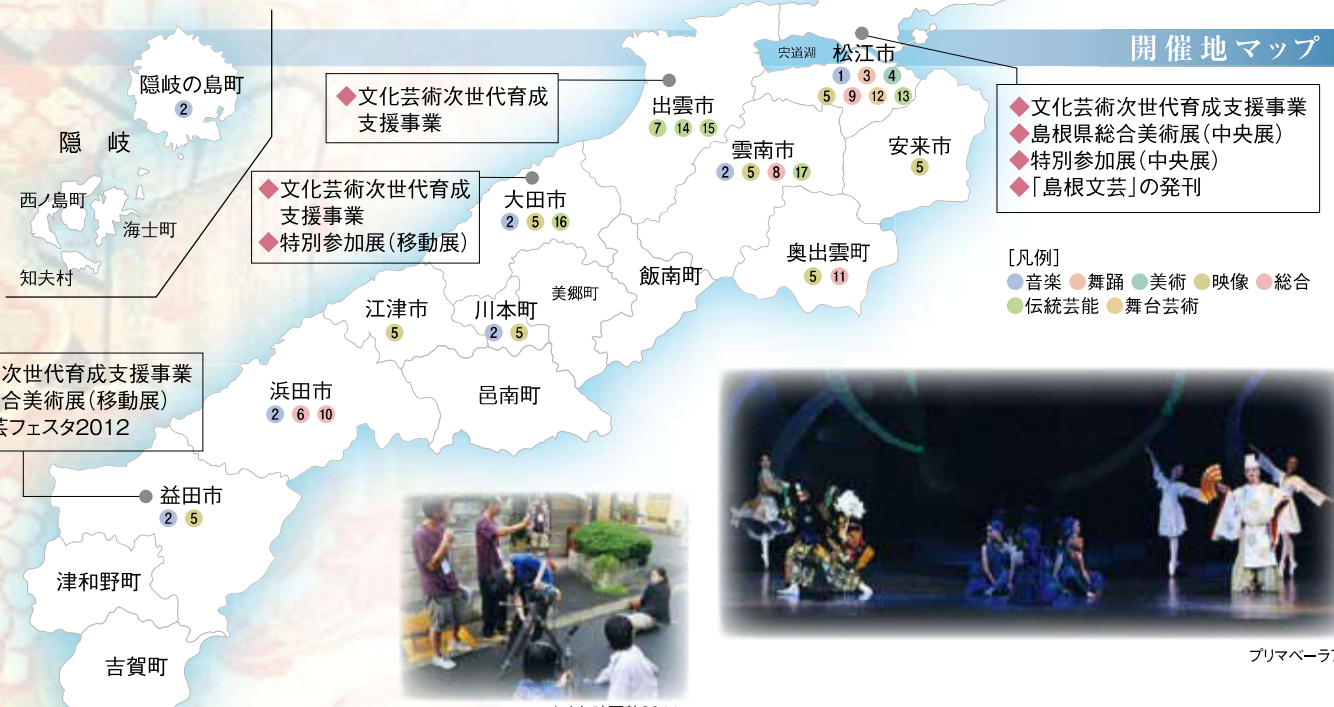 開催地マップ
隠岐の島町
2
隠 岐
西ノ島町
海士町
知夫村
◆文化芸術次世代育成
支援事業
◆文化芸術次世代育成
支援事業
◆特別参加展(移動展)
宍道湖
松江市
1 3 4
5 9 12 13
出雲市
7 14 15
雲南市
2 5 8 17
安来市
5
◆文化芸術次世代育成支援事業
◆島根県総合美術展(中央展)
◆特別参加展(中央展)
◆「島根文芸」の発刊
大田市
2 5 16
奥出雲町
5 11
飯南町
美郷町
[凡例]
音楽 舞踊 美術 映像 総合
伝統芸能 舞台芸術
江津市
5
川本町
2 5
浜田市
2 6 10
邑南町
次世代育成支援事業
合美術展(移動展)
フェスタ2012
益田市
2 5
津和野町
吉賀町
プリマベーラ